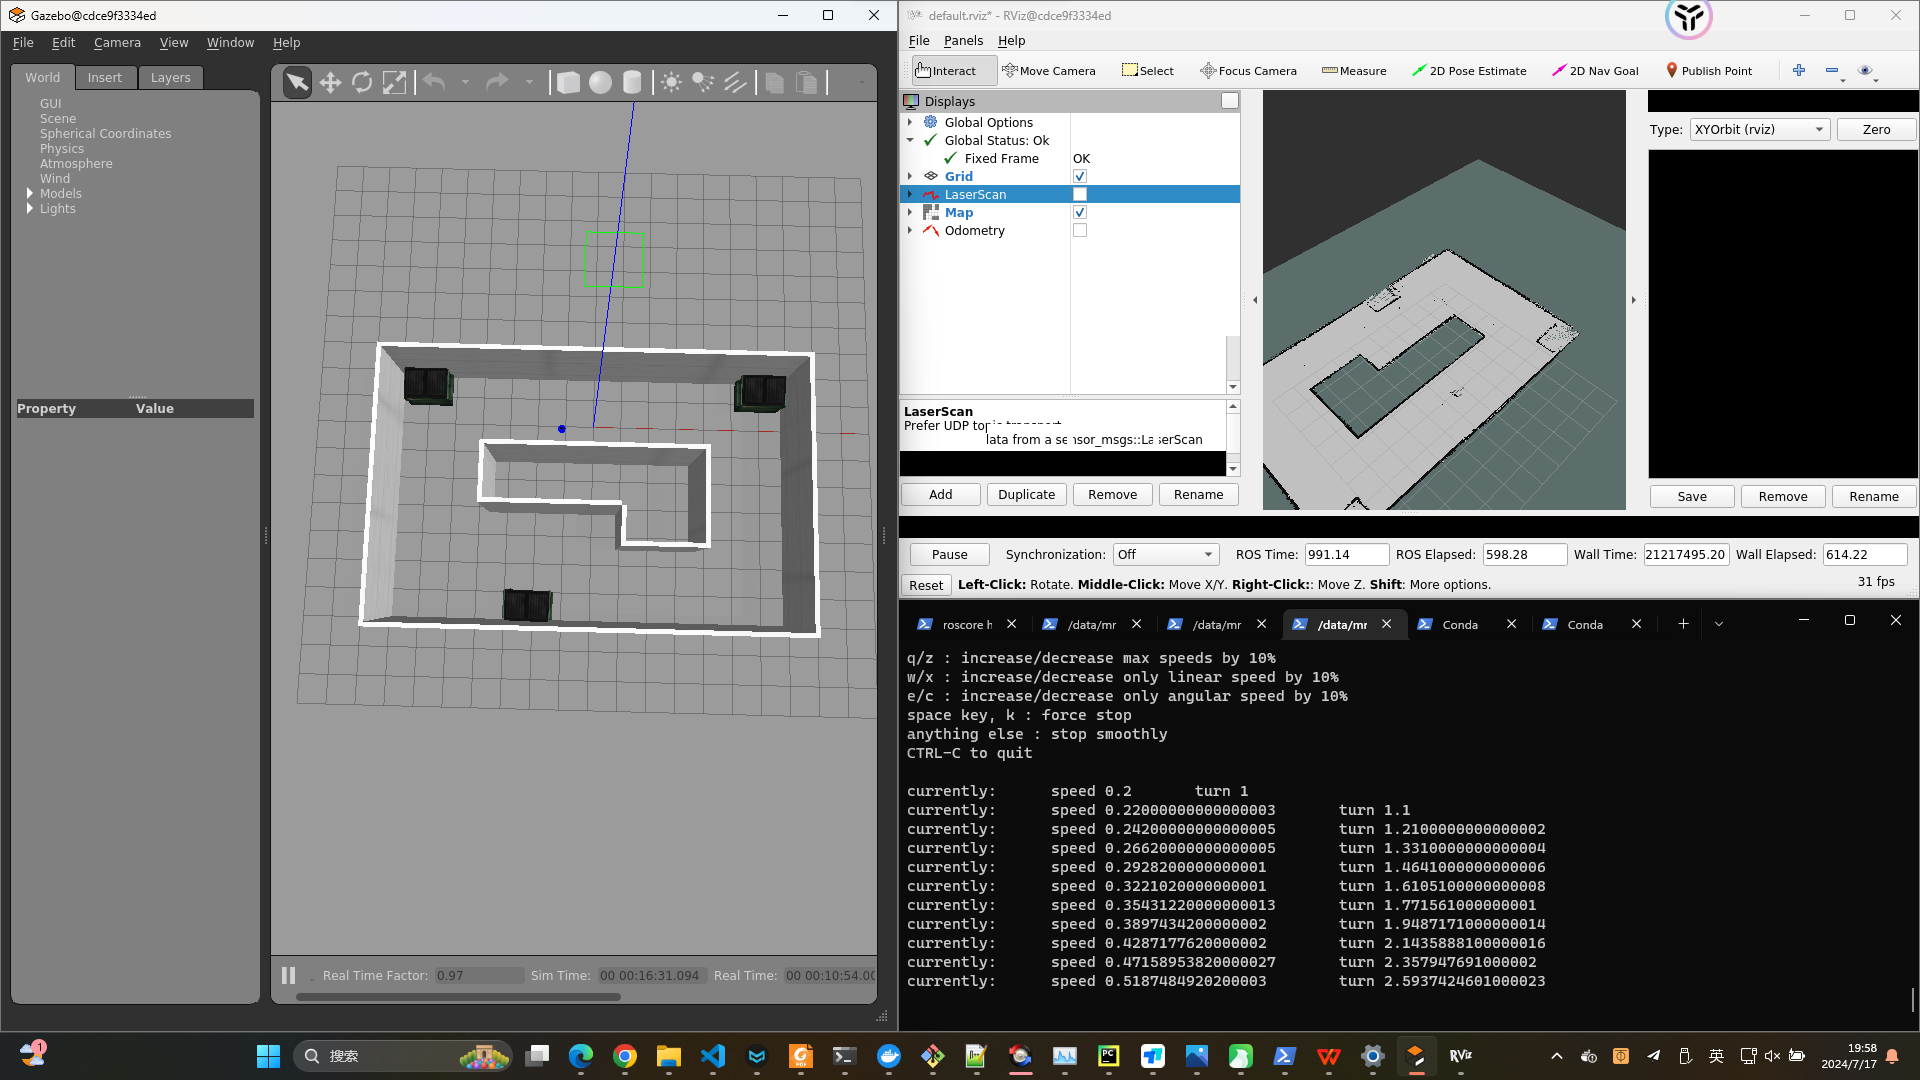 Gazebo@cdce9f3334ed
File Edit Camera View Window Help
World Insert Layers
GUI
Scene
Spherical Coordinates
Physics
Atmosphere
Wind
Models
Lights
Property Value
Real Time Factor: 0.97 Sim Time: 00 00:16:31.094 Real Time: 00 00:10:54.00
default.rviz* - RViz@cdce9f3334ed
File Panels Help
Interact Move Camera Select Focus Camera Measure 2D Pose Estimate 2D Nav Goal Publish Point
Displays
Global Options
Global Status: Ok
Fixed Frame OK
Grid
LaserScan
Map
Odometry
LaserScan
Prefer UDP topic transport
data from a sensor_msgs::LaserScan
Add Duplicate Remove Rename
Type: XYOrbit (rviz) Zero
Save Remove Rename
Pause Synchronization: Off ROS Time: 991.14 ROS Elapsed: 598.28 Wall Time: 21217495.20 Wall Elapsed: 614.22
Reset Left-Click: Rotate. Middle-Click: Move X/Y. Right-Click:: Move Z. Shift: More options. 31 fps
roscore h /data/mr /data/mr /data/mr Conda Conda
q/z : increase/decrease max speeds by 10%
w/x : increase/decrease only linear speed by 10%
e/c : increase/decrease only angular speed by 10%
space key, k : force stop
anything else : stop smoothly
CTRL-C to quit
currently: speed 0.2 turn 1
currently: speed 0.22000000000000003 turn 1.1
currently: speed 0.24200000000000005 turn 1.2100000000000002
currently: speed 0.26620000000000005 turn 1.3310000000000004
currently: speed 0.2928200000000001 turn 1.4641000000000006
currently: speed 0.3221020000000001 turn 1.6105100000000008
currently: speed 0.35431220000000013 turn 1.771561000000001
currently: speed 0.3897434200000002 turn 1.9487171000000014
currently: speed 0.4287177620000002 turn 2.1435888100000016
currently: speed 0.47158953820000027 turn 2.357947691000002
currently: speed 0.5187484920200003 turn 2.5937424601000023
1 搜索 PDF PC RViz 英 19:58
2024/7/17